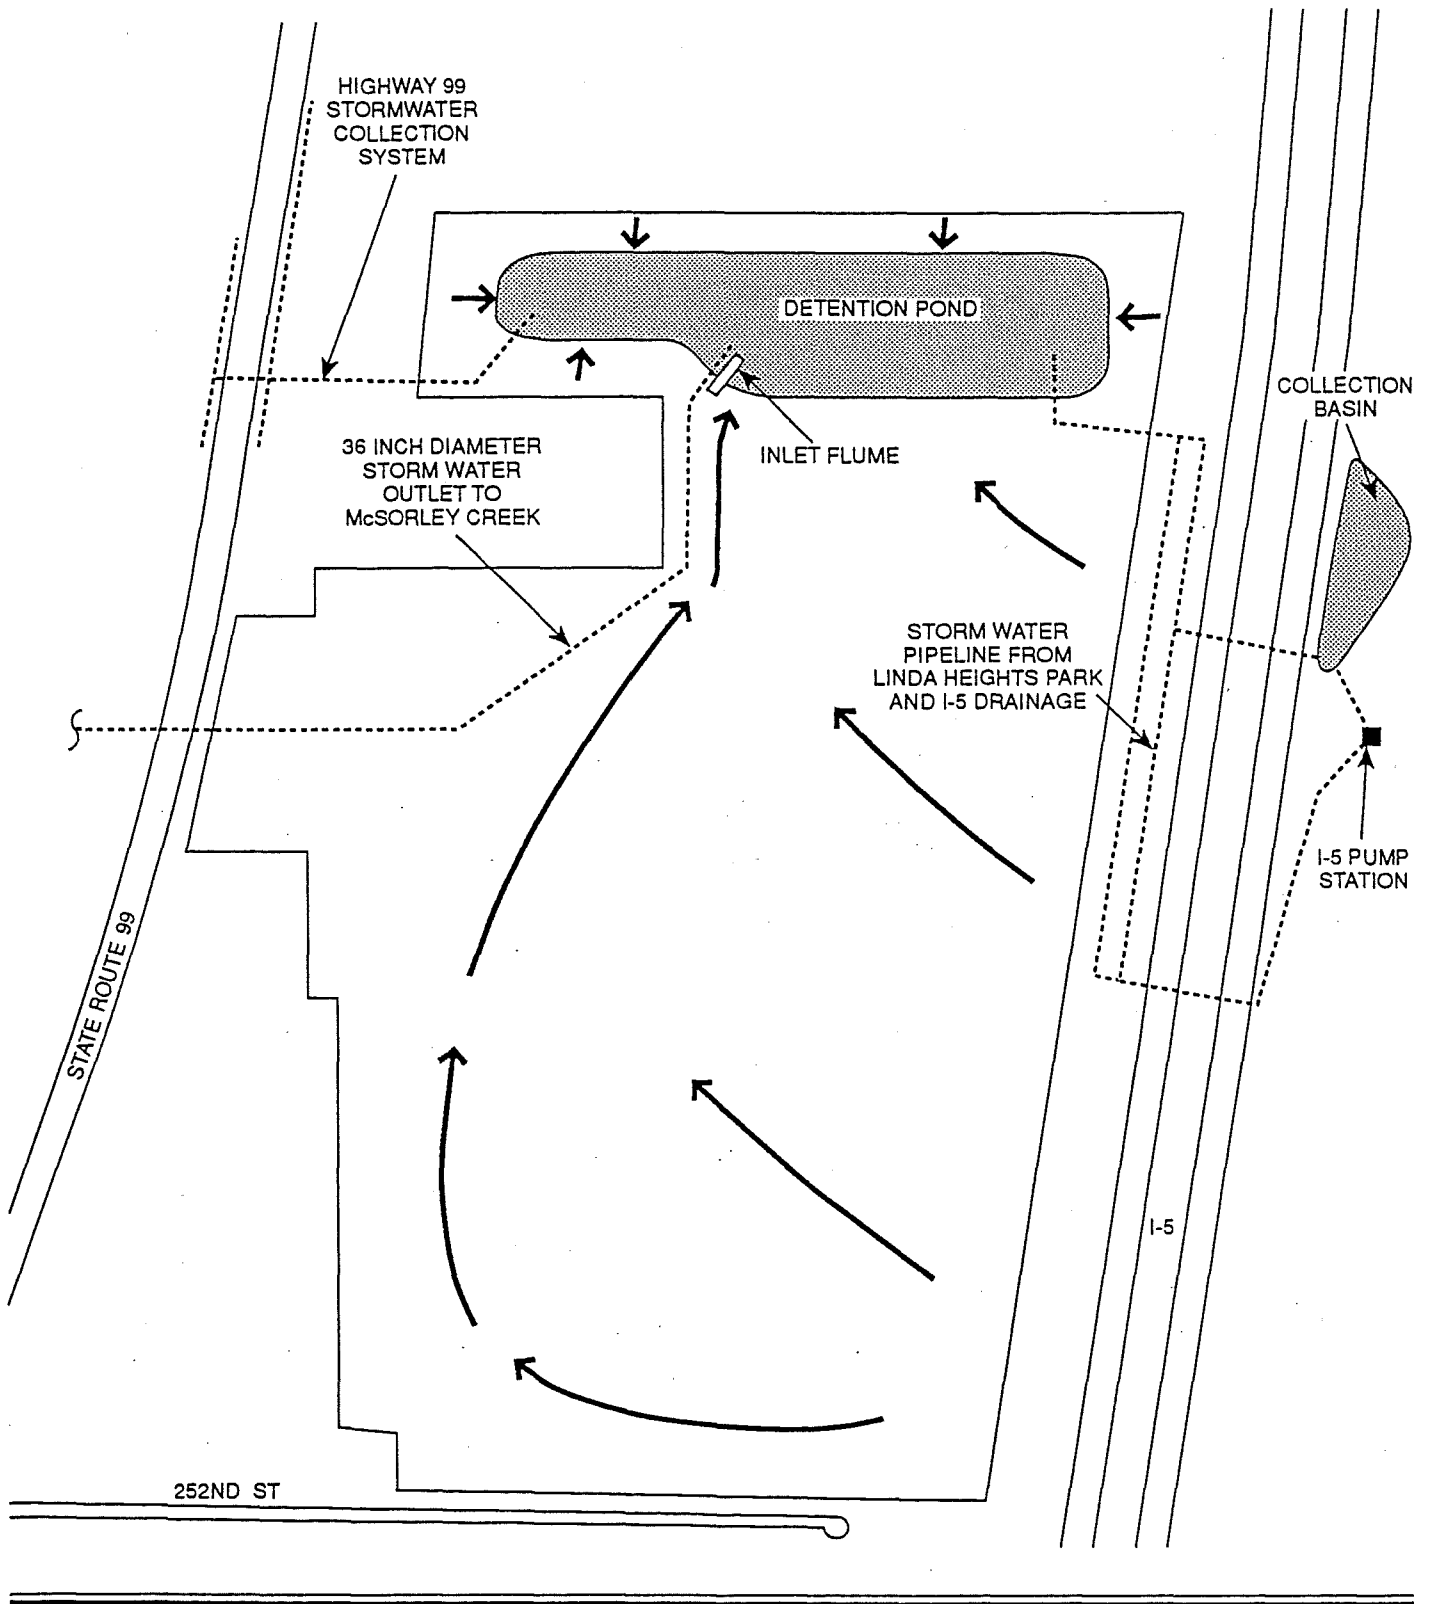 HIGHWAY 99
STORMWATER
COLLECTION
SYSTEM
DETENTION POND
COLLECTION
BASIN
INLET FLUME
36 INCH DIAMETER
STORM WATER
OUTLET TO
McSORLEY CREEK
STORM WATER
PIPELINE FROM
LINDA HEIGHTS PARK
AND I-5 DRAINAGE
I-5 PUMP
STATION
STATE ROUTE 99
I-5
252ND ST